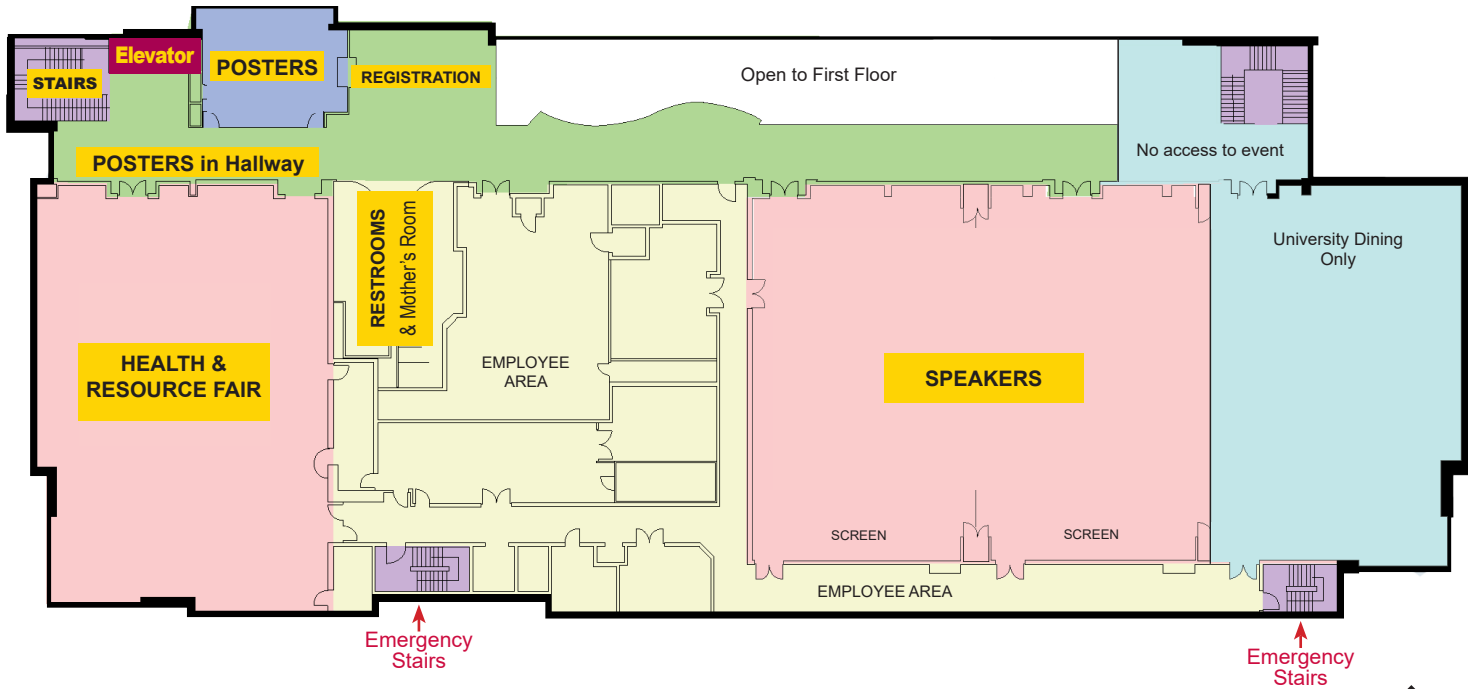 Elevator
STAIRS
POSTERS
REGISTRATION
Open to First Floor
POSTERS in Hallway
No access to event
RESTROOMS
& Mother's Room
University Dining
Only
HEALTH &
RESOURCE FAIR
EMPLOYEE
AREA
SPEAKERS
SCREEN
SCREEN
EMPLOYEE AREA
Emergency
Stairs
Emergency
Stairs